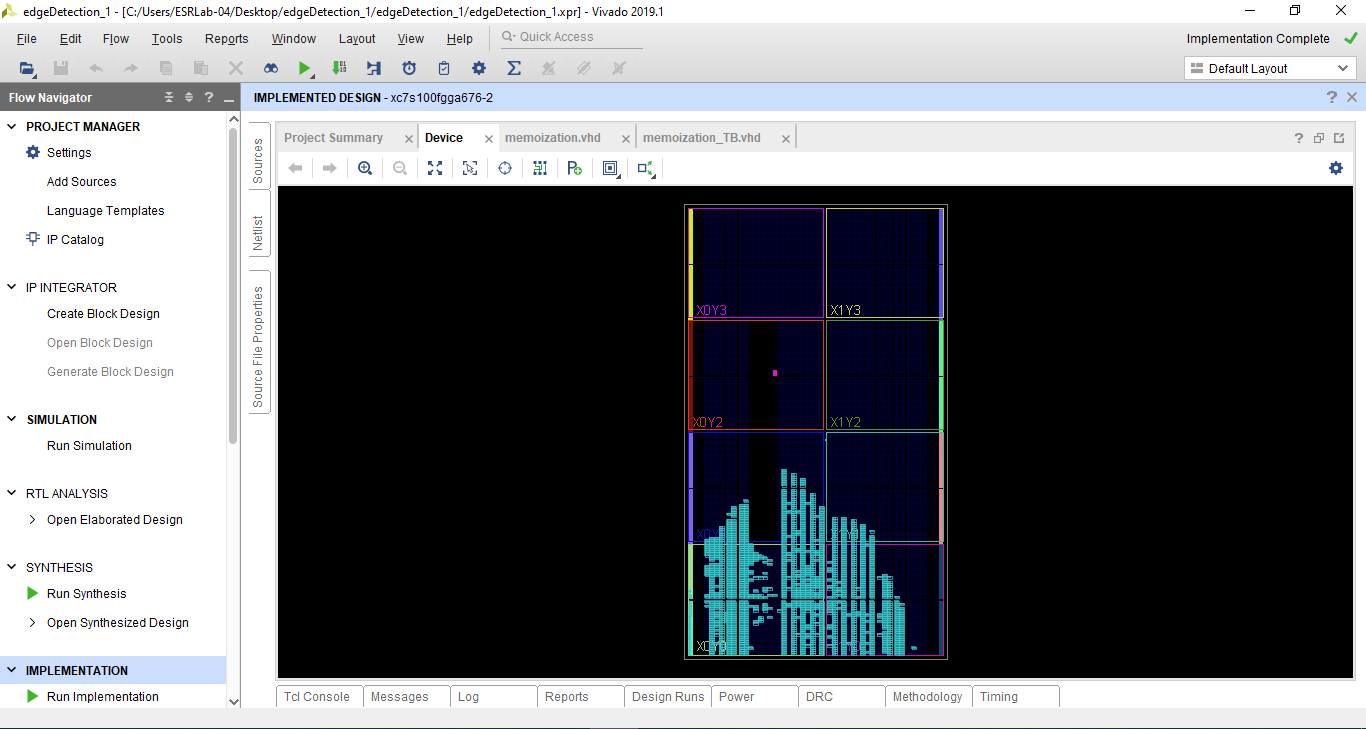 edgeDetection_1 - [C:/Users/ESRLab-04/Desktop/edgeDetection_1/edgeDetection_1/edgeDetection_1.xpr] - Vivado 2019.1
File Edit Flow Tools Reports Window Layout View Help Quick Access
Implementation Complete
Default Layout
Flow Navigator
IMPLEMENTED DESIGN - xc7s100fgga676-2
PROJECT MANAGER
Settings
Add Sources
Language Templates
IP Catalog
IP INTEGRATOR
Create Block Design
Open Block Design
Generate Block Design
SIMULATION
Run Simulation
RTL ANALYSIS
Open Elaborated Design
SYNTHESIS
Run Synthesis
Open Synthesized Design
IMPLEMENTATION
Run Implementation
Sources
Netlist
Source File Properties
Project Summary Device memoization.vhd memoization_TB.vhd
X0Y3 X1Y3
X0Y2 X1Y2
Tcl Console Messages Log Reports Design Runs Power DRC Methodology Timing